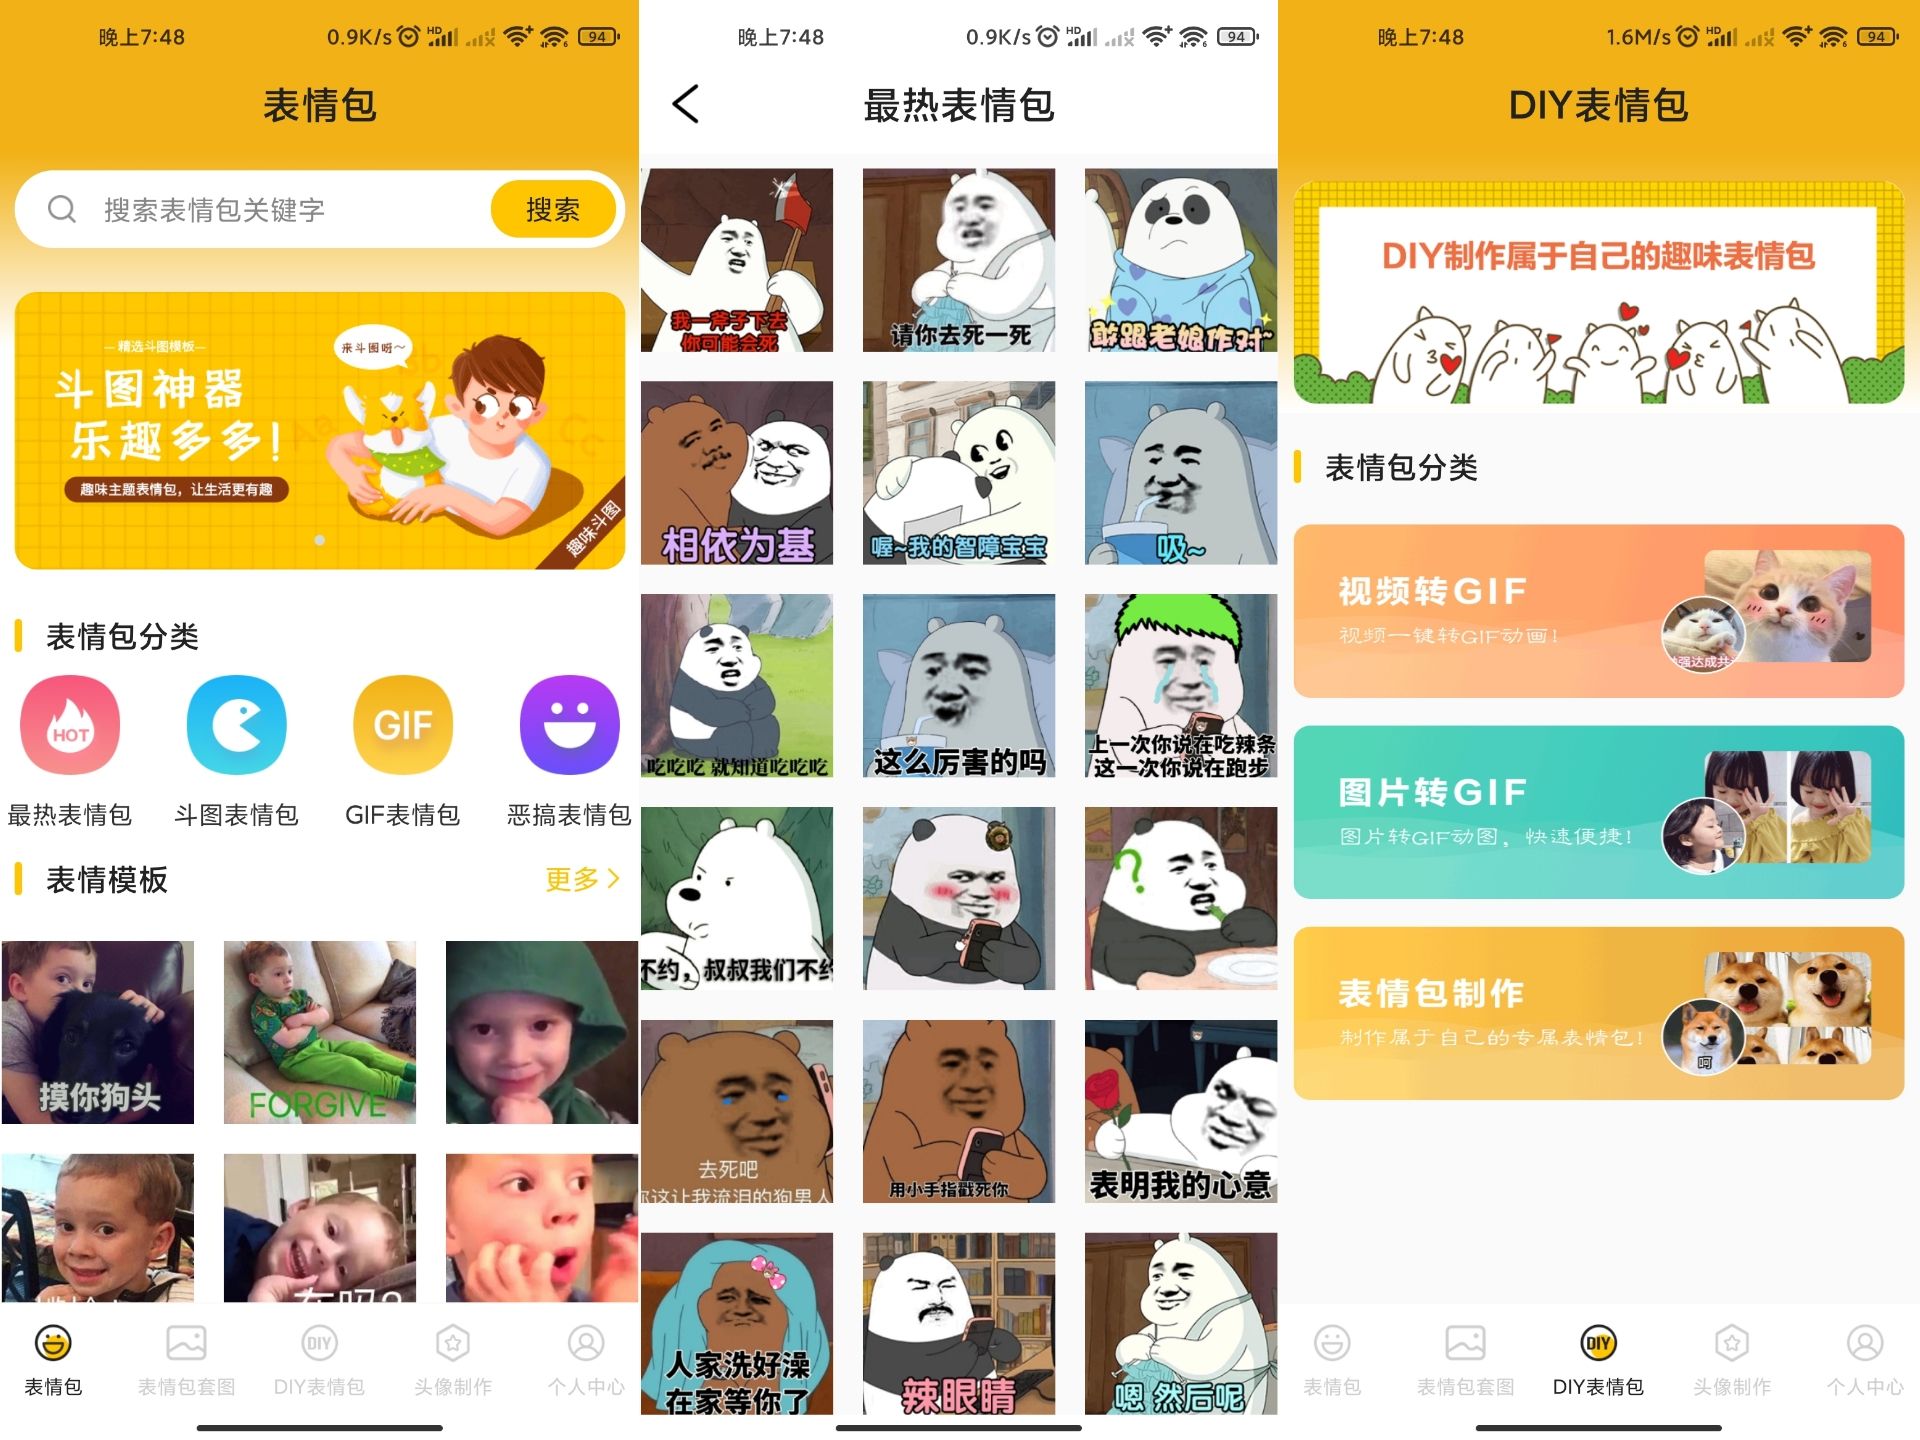 晚上7:48
0.9K/s
HD
94
表情包
搜索表情包关键字
搜索
—精选斗图模板—
来斗图呀～
斗图神器
乐趣多多!
趣味主题表情包，让生活更有趣
趣味斗图
表情包分类
HOT
GIF
最热表情包
斗图表情包
GIF表情包
恶搞表情包
表情模板
更多
摸你狗头
FORGIVE
在吗?
表情包
表情包套图
DIY
DIY表情包
头像制作
个人中心
晚上7:48
0.9K/s
HD
94
最热表情包
我一斧子下去
你可能会死
请你去死一死
敢跟老娘作对~
相依为基
喔~我的智障宝宝
吸~
吃吃吃 就知道吃吃吃
这么厉害的吗
上一次你说在吃辣条
这一次你说在跑步
不约，叔叔我们不约
去死吧
你这让我流泪的狗男人
用小手指戳死你
表明我的心意
人家洗好澡
在家等你了
辣眼睛
嗯 然后呢
晚上7:48
1.6M/s
HD
94
DIY表情包
DIY制作属于自己的趣味表情包
表情包分类
视频转GIF
视频一键转GIF动画!
图片转GIF
图片转GIF动图，快速便捷!
表情包制作
制作属于自己的专属表情包!
呵
表情包
表情包套图
DIY
DIY表情包
头像制作
个人中心